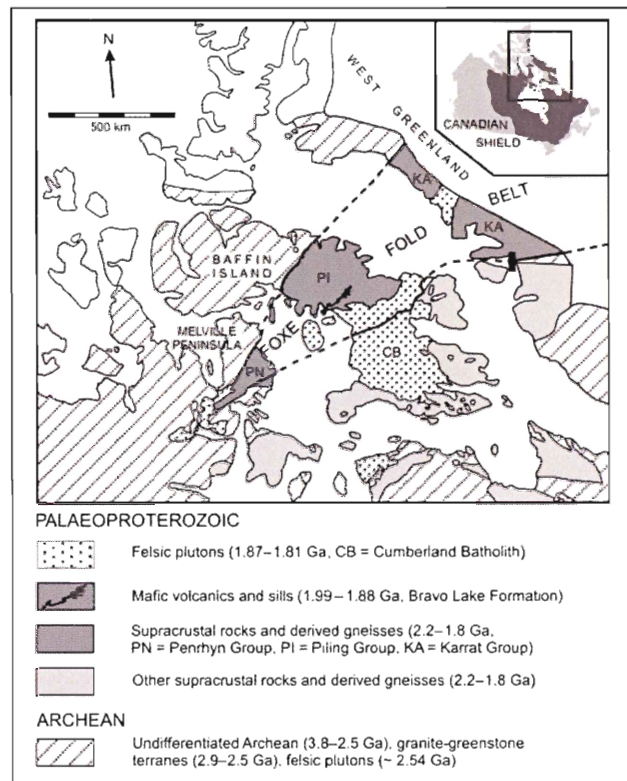 N
500 km
WEST GREENLAND
BELT
CANADIAN
SHIELD
KA
KA
FOLD
BAFFIN
ISLAND
PI
MELVILLE
PENINSULA
FOXE
CB
PN
PALAEOPROTEROZOIC
Felsic plutons (1.87–1.81 Ga, CB = Cumberland Batholith)
Mafic volcanics and sills (1.99–1.88 Ga, Bravo Lake Formation)
Supracrustal rocks and derived gneisses (2.2–1.8 Ga,
PN = Penrhyn Group, PI = Piling Group, KA = Karrat Group)
Other supracrustal rocks and derived gneisses (2.2–1.8 Ga)
ARCHEAN
Undifferentiated Archean (3.8–2.5 Ga), granite-greenstone
terranes (2.9–2.5 Ga), felsic plutons (~ 2.54 Ga)